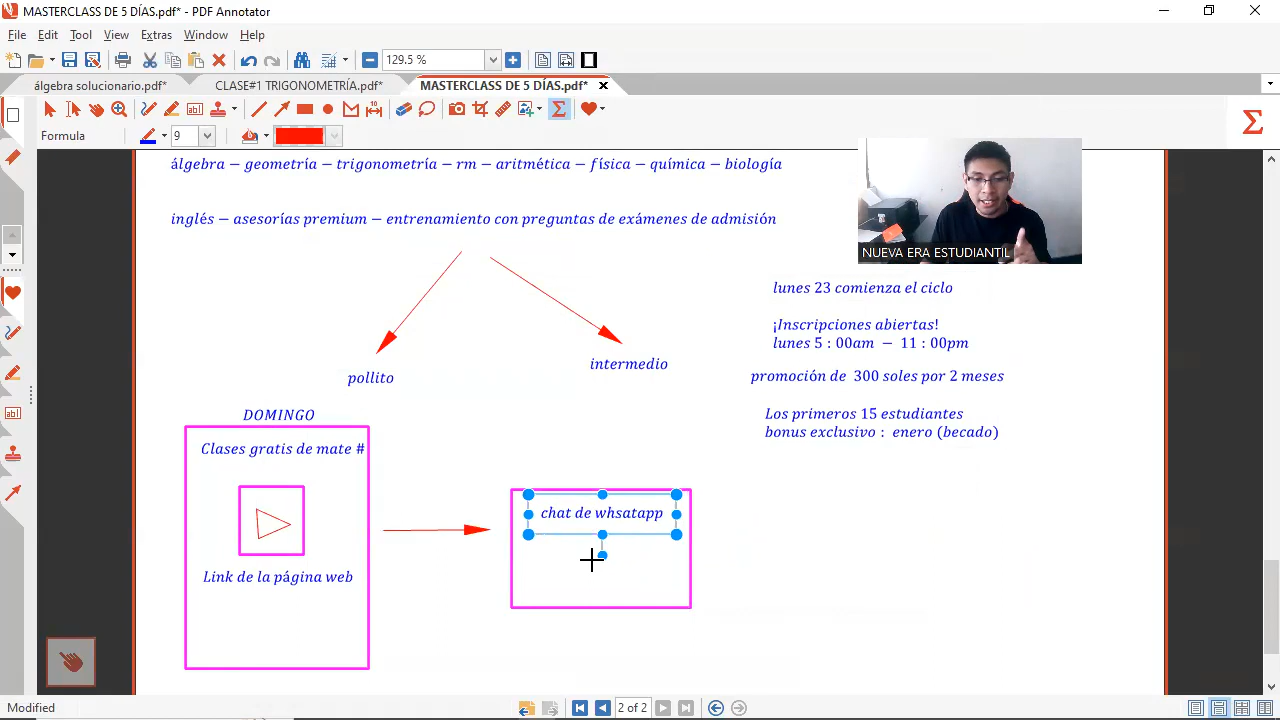 MASTERCLASS DE 5 DÍAS.pdf* - PDF Annotator
File Edit Tool View Extras Window Help
129.5 %
álgebra solucionario.pdf* CLASE#1 TRIGONOMETRÍA.pdf* MASTERCLASS DE 5 DÍAS.pdf*
Formula 9
álgebra − geometría − trigonometría − rm − aritmética − física − química − biología
inglés − asesorías premium − entrenamiento con preguntas de exámenes de admisión
NUEVA ERA ESTUDIANTIL
lunes 23 comienza el ciclo
¡Inscripciones abiertas!
lunes 5 : 00am − 11 : 00pm
intermedio
pollito
promoción de 300 soles por 2 meses
DOMINGO
Los primeros 15 estudiantes
bonus exclusivo : enero (becado)
Clases gratis de mate #
chat de whsatapp
Link de la página web
Modified
2 of 2